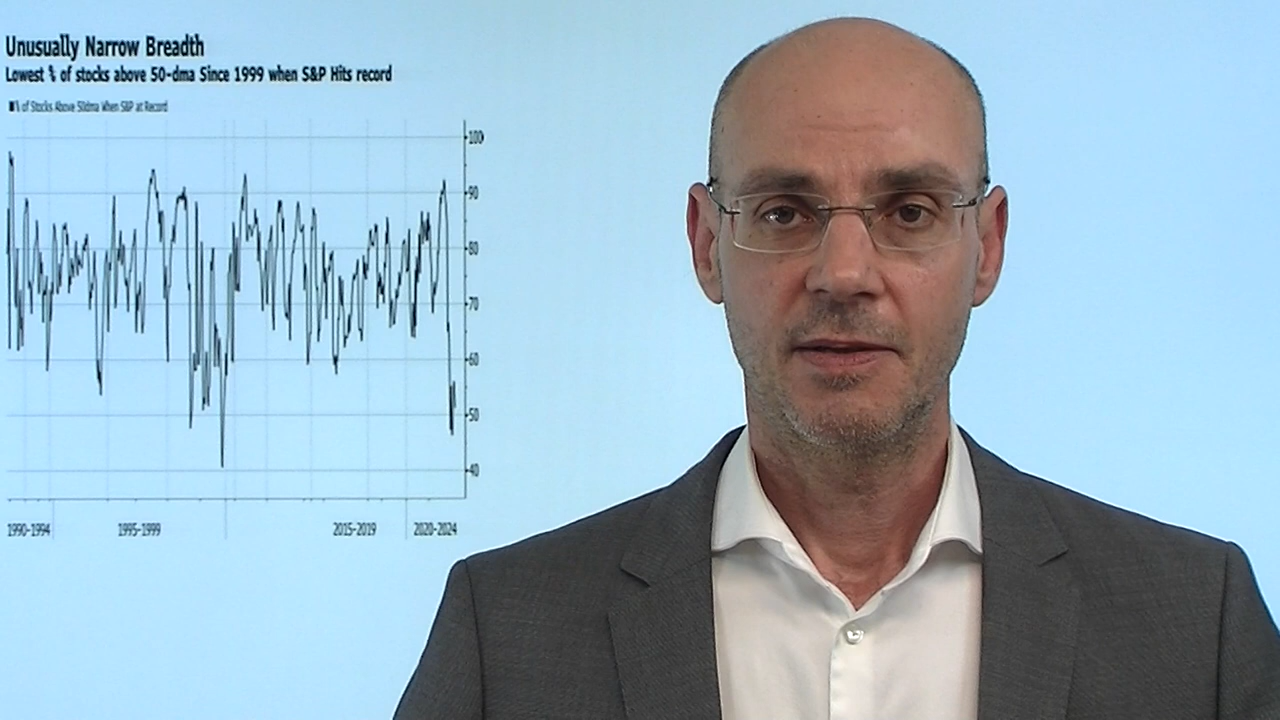 Unusually Narrow Breadth
Lowest % of stocks above 50-dma Since 1999 when S&P Hits record
% of Stocks Above 50dma When S&P at Record
100
90
80
70
60
50
40
1990-1994 1995-1999 2015-2019 2020-2024